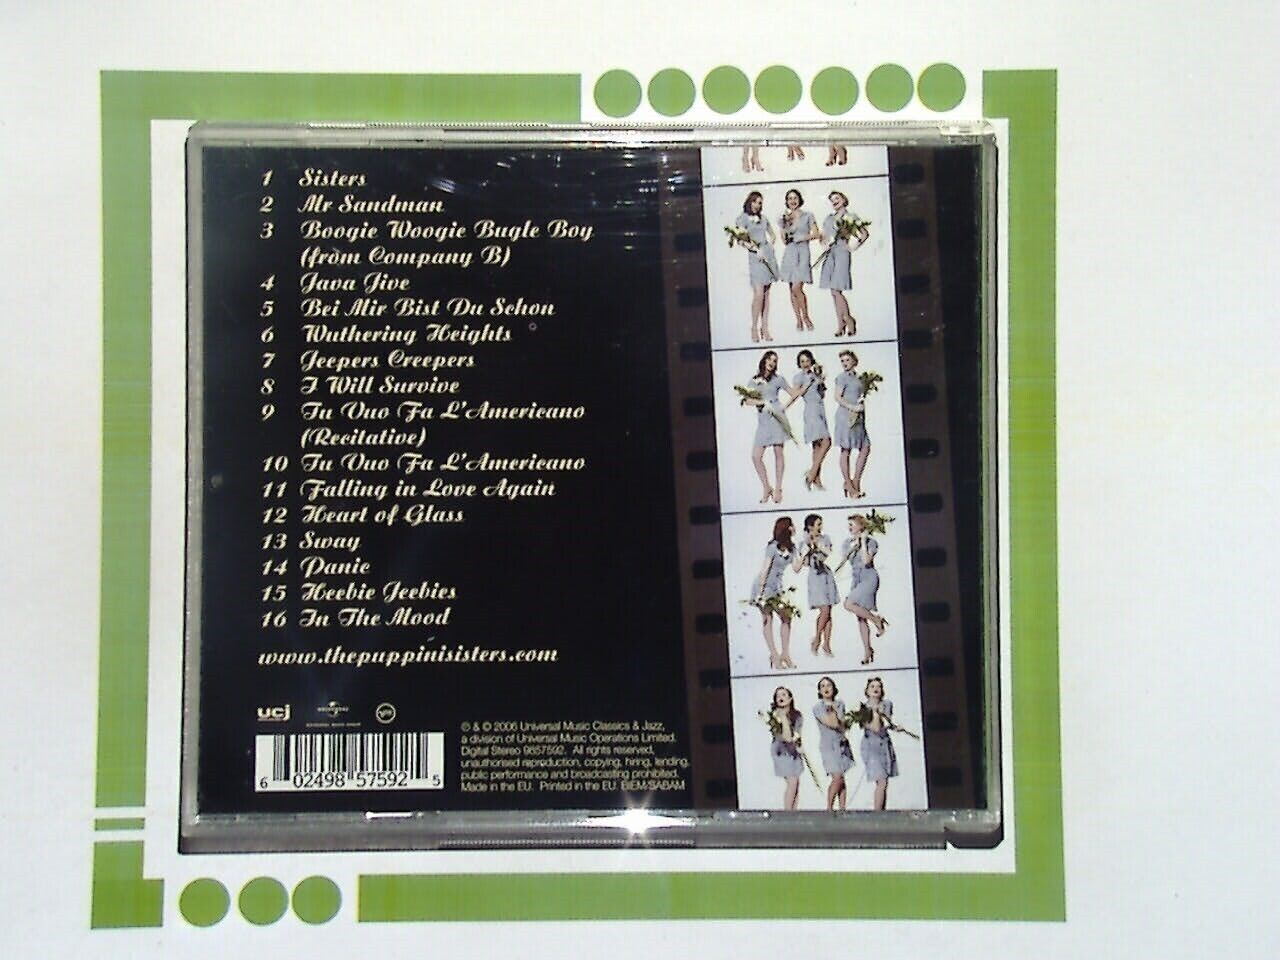 1 Sisters
2 Mr Sandman
3 Boogie Woogie Bugle Boy
(from Company B)
4 Java Jive
5 Bei Mir Bist Du Schon
6 Wuthering Heights
7 Jeepers Creepers
8 I Will Survive
9 Tu Vuo Fa L'Americano
(Recitative)
10 Tu Vuo Fa L'Americano
11 Falling in Love Again
12 Heart of Glass
13 Sway
14 Panic
15 Heebie Jeebies
16 In The Mood
www.thepuppinisisters.com
ucj UNIVERSAL
6 02498 57592 5
℗ & © 2006 Universal Music Classics & Jazz,
a division of Universal Music Operations Limited.
Digital Stereo 9857592. All rights reserved,
unauthorised reproduction, copying, hiring, lending,
public performance and broadcasting prohibited.
Made in the EU. Printed in the EU. BIEM/SABAM